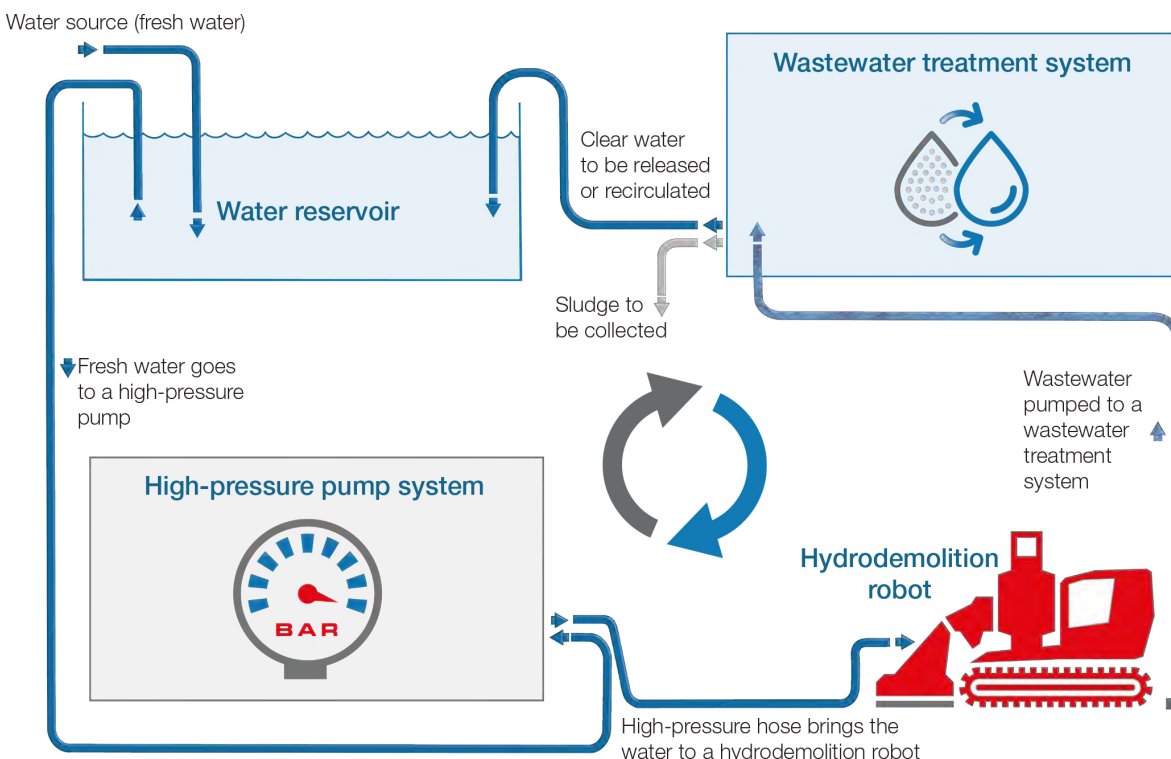 Water source (fresh water)
Wastewater treatment system
Clear water
to be released
or recirculated
Water reservoir
Sludge to
be collected
Fresh water goes
to a high-pressure
pump
Wastewater
pumped to a
wastewater
treatment
system
High-pressure pump system
BAR
Hydrodemolition
robot
High-pressure hose brings the
water to a hydrodemolition robot